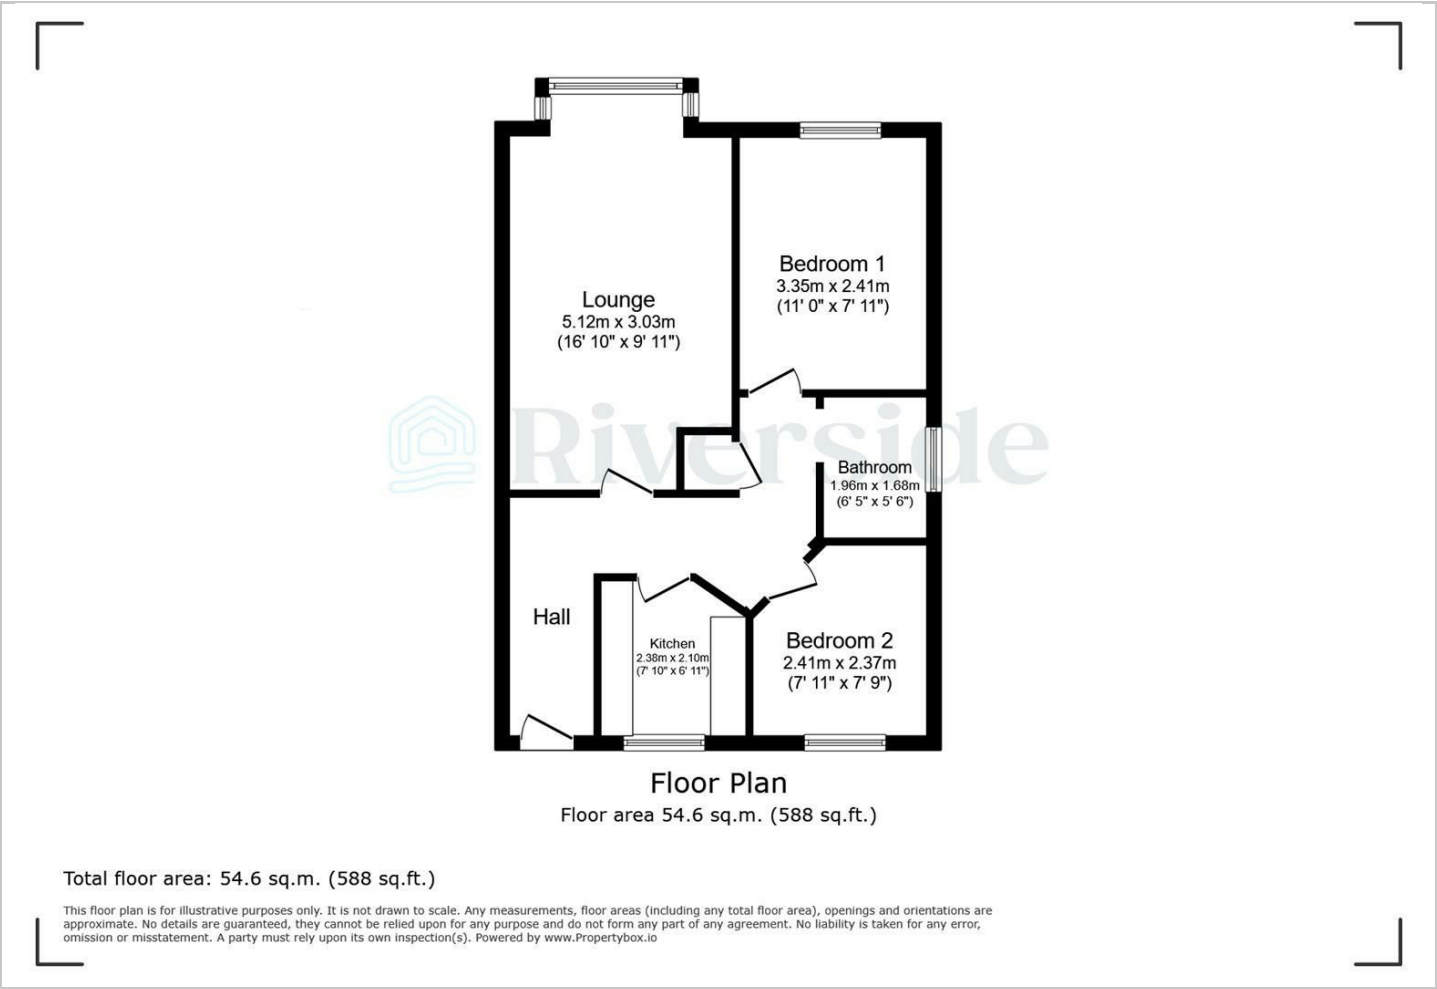 Bedroom 1
3.35m x 2.41m
(11' 0" x 7' 11")
Lounge
5.12m x 3.03m
(16' 10" x 9' 11")
Riverside
Bathroom
1.96m x 1.68m
(6' 5" x 5' 6")
Hall
Kitchen
2.38m x 2.10m
(7' 10" x 6' 11")
Bedroom 2
2.41m x 2.37m
(7' 11" x 7' 9")
Floor Plan
Floor area 54.6 sq.m. (588 sq.ft.)
Total floor area: 54.6 sq.m. (588 sq.ft.)
This floor plan is for illustrative purposes only. It is not drawn to scale. Any measurements, floor areas (including any total floor area), openings and orientations are
approximate. No details are guaranteed, they cannot be relied upon for any purpose and do not form any part of any agreement. No liability is taken for any error,
omission or misstatement. A party must rely upon its own inspection(s). Powered by www.Propertybox.io